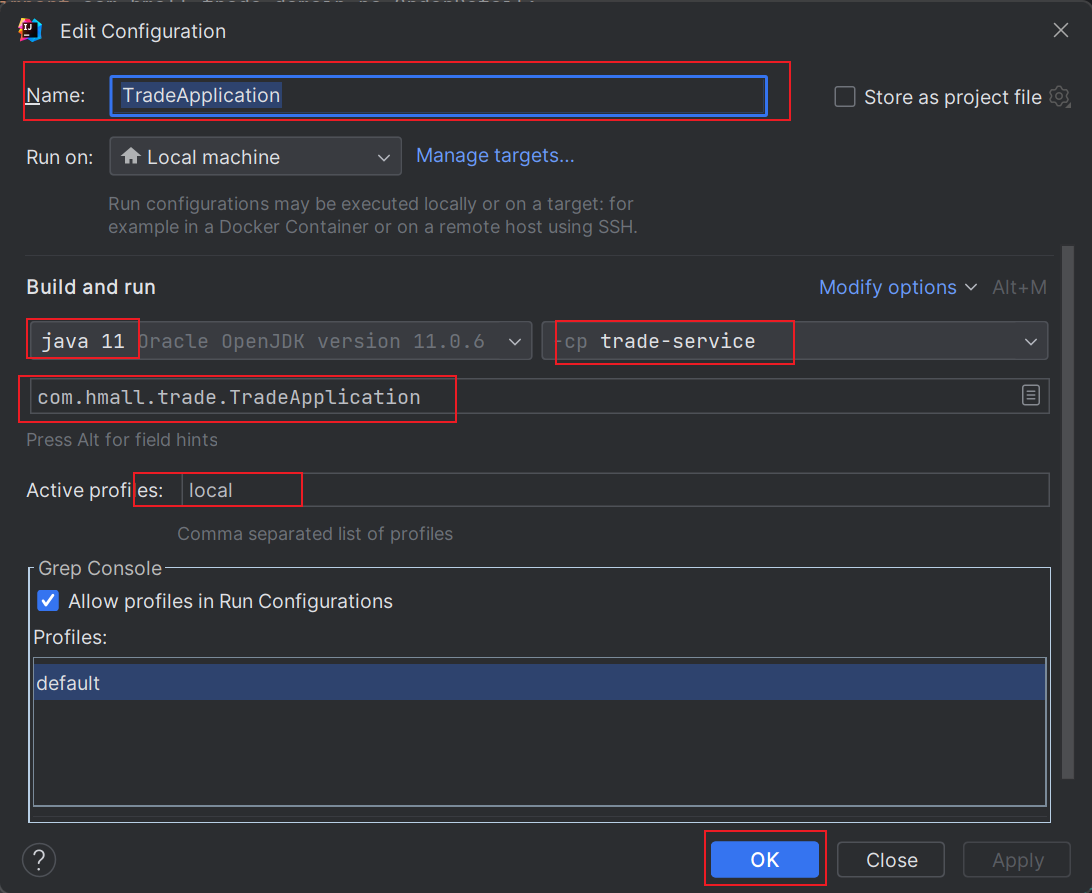 Edit Configuration
Name: TradeApplication
Store as project file
Run on: Local machine Manage targets...
Run configurations may be executed locally or on a target: for
example in a Docker Container or on a remote host using SSH.
Build and run
Modify options Alt+M
java 11 Oracle OpenJDK version 11.0.6
-cp trade-service
com.hmall.trade.TradeApplication
Press Alt for field hints
Active profiles: local
Comma separated list of profiles
Grep Console
Allow profiles in Run Configurations
Profiles:
default
? OK Close Apply